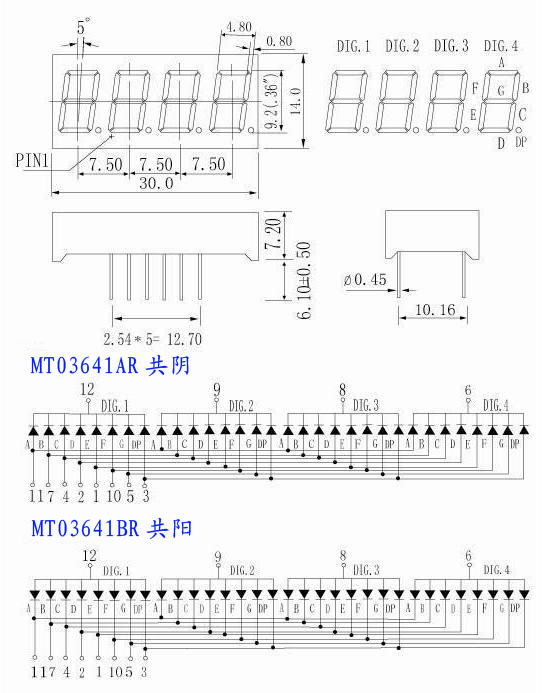 5°
4.80
0.80
DIG.1 DIG.2 DIG.3 DIG.4
A
F G B
E C
D DP
9.2(.36")
14.0
PIN1
7.50 7.50 7.50
30.0
7.20
6.10±0.50
Ø0.45
10.16
2.54*5= 12.70
MT03641AR 共阴
12 9 8 6
DIG.1 DIG.2 DIG.3 DIG.4
A B C D E F G DP A B C D E F G DP A B C D E F G DP A B C D E F G DP
11 7 4 2 1 10 5 3
MT03641BR 共阳
12 9 8 6
DIG.1 DIG.2 DIG.3 DIG.4
A B C D E F G DP A B C D E F G DP A B C D E F G DP A B C D E F G DP
11 7 4 2 1 10 5 3